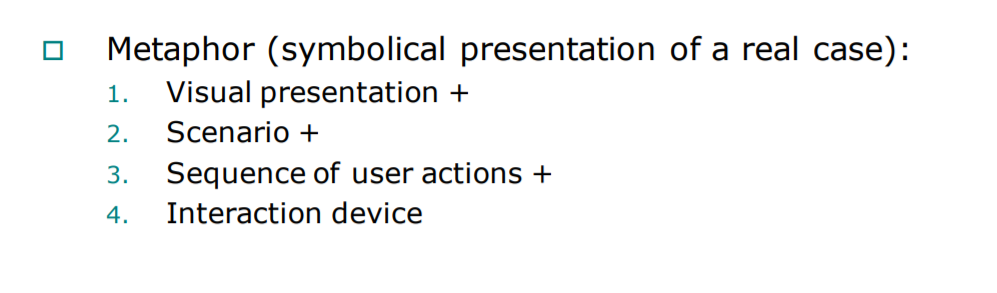 Metaphor (symbolical presentation of a real case):
1. Visual presentation +
2. Scenario +
3. Sequence of user actions +
4. Interaction device